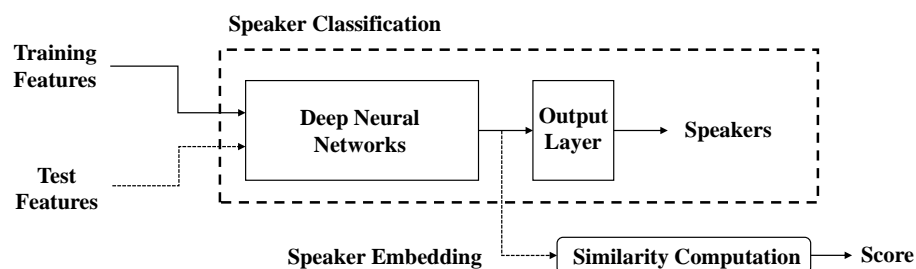 Speaker Classification
Training
Features
Deep Neural
Networks
Output
Layer
Speakers
Test
Features
Speaker Embedding
Similarity Computation
Score